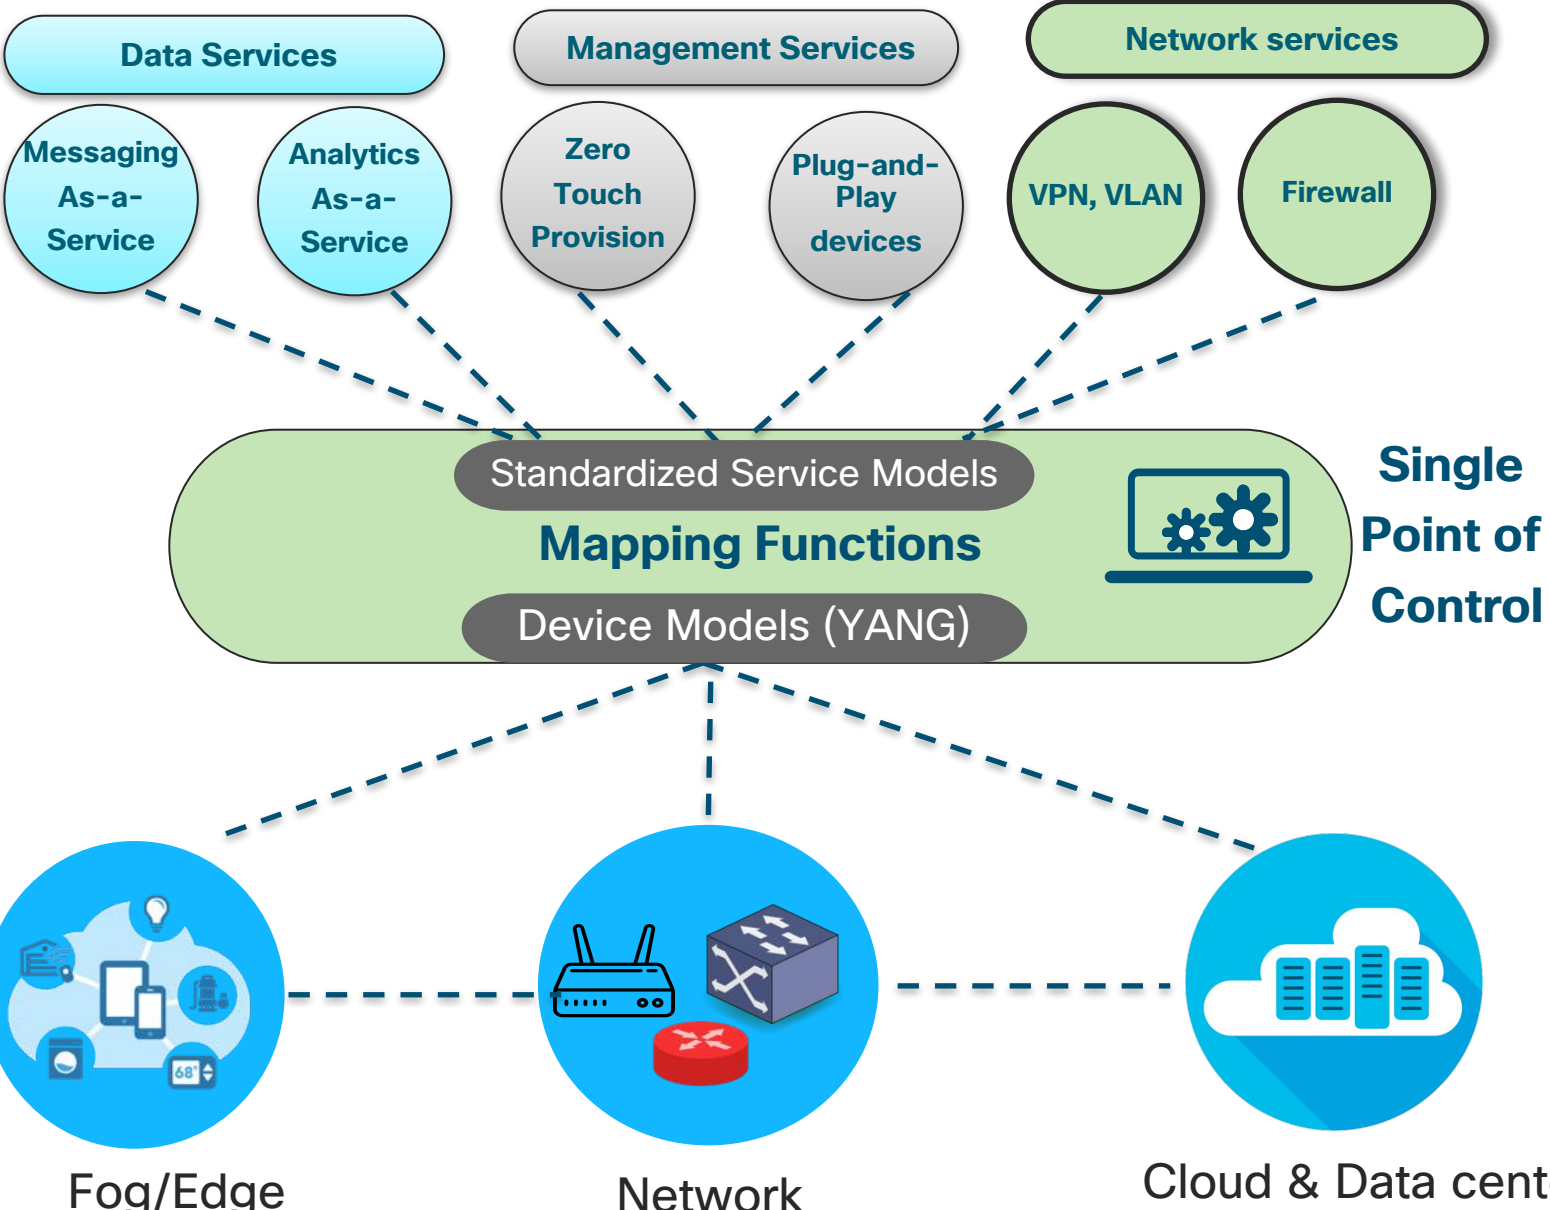 Data Services
Management Services
Network services
Messaging
As-a-
Service
Analytics
As-a-
Service
Zero
Touch
Provision
Plug-and-
Play
devices
VPN, VLAN
Firewall
Standardized Service Models
Mapping Functions
Device Models (YANG)
Single
Point of
Control
68°
Fog/Edge
Network
Cloud & Data cent